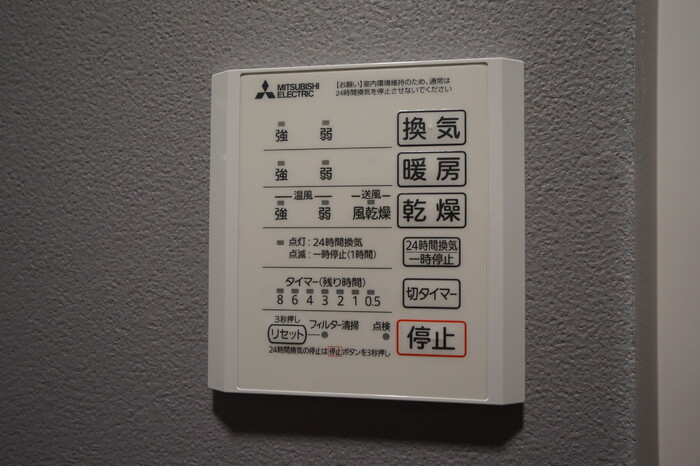 MITSUBISHI
ELECTRIC
【お願い】室内環境維持のため、通常は
24時間換気を停止させないでください
強 弱 換気
強 弱 暖房
温風 送風
強 弱 風乾燥 乾燥
点灯:24時間換気
点滅:一時停止(1時間)
24時間換気
一時停止
タイマー(残り時間)
8 6 4 3 2 1 0.5
切タイマー
3秒押し
リセット フィルター清掃 点検
停止
24時間換気の停止は停止ボタンを3秒押し